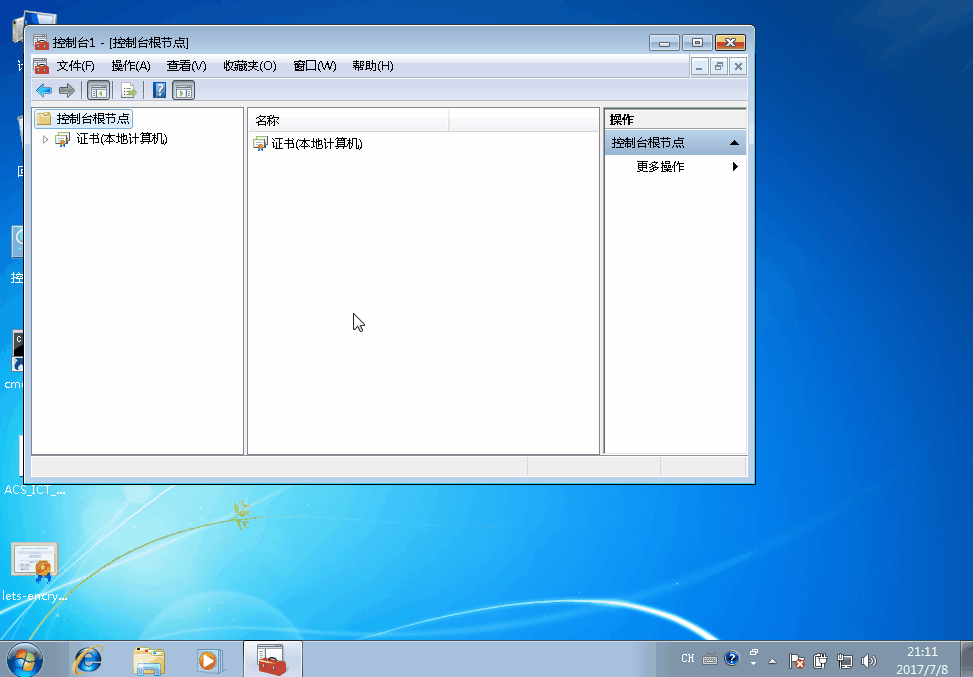 控制台1 - [控制台根节点]
文件(F) 操作(A) 查看(V) 收藏夹(O) 窗口(W) 帮助(H)
控制台根节点
证书(本地计算机)
名称
证书(本地计算机)
操作
控制台根节点
更多操作
控
cm
ACS_ICT_...
lets-encry...
CH
21:11
2017/7/8